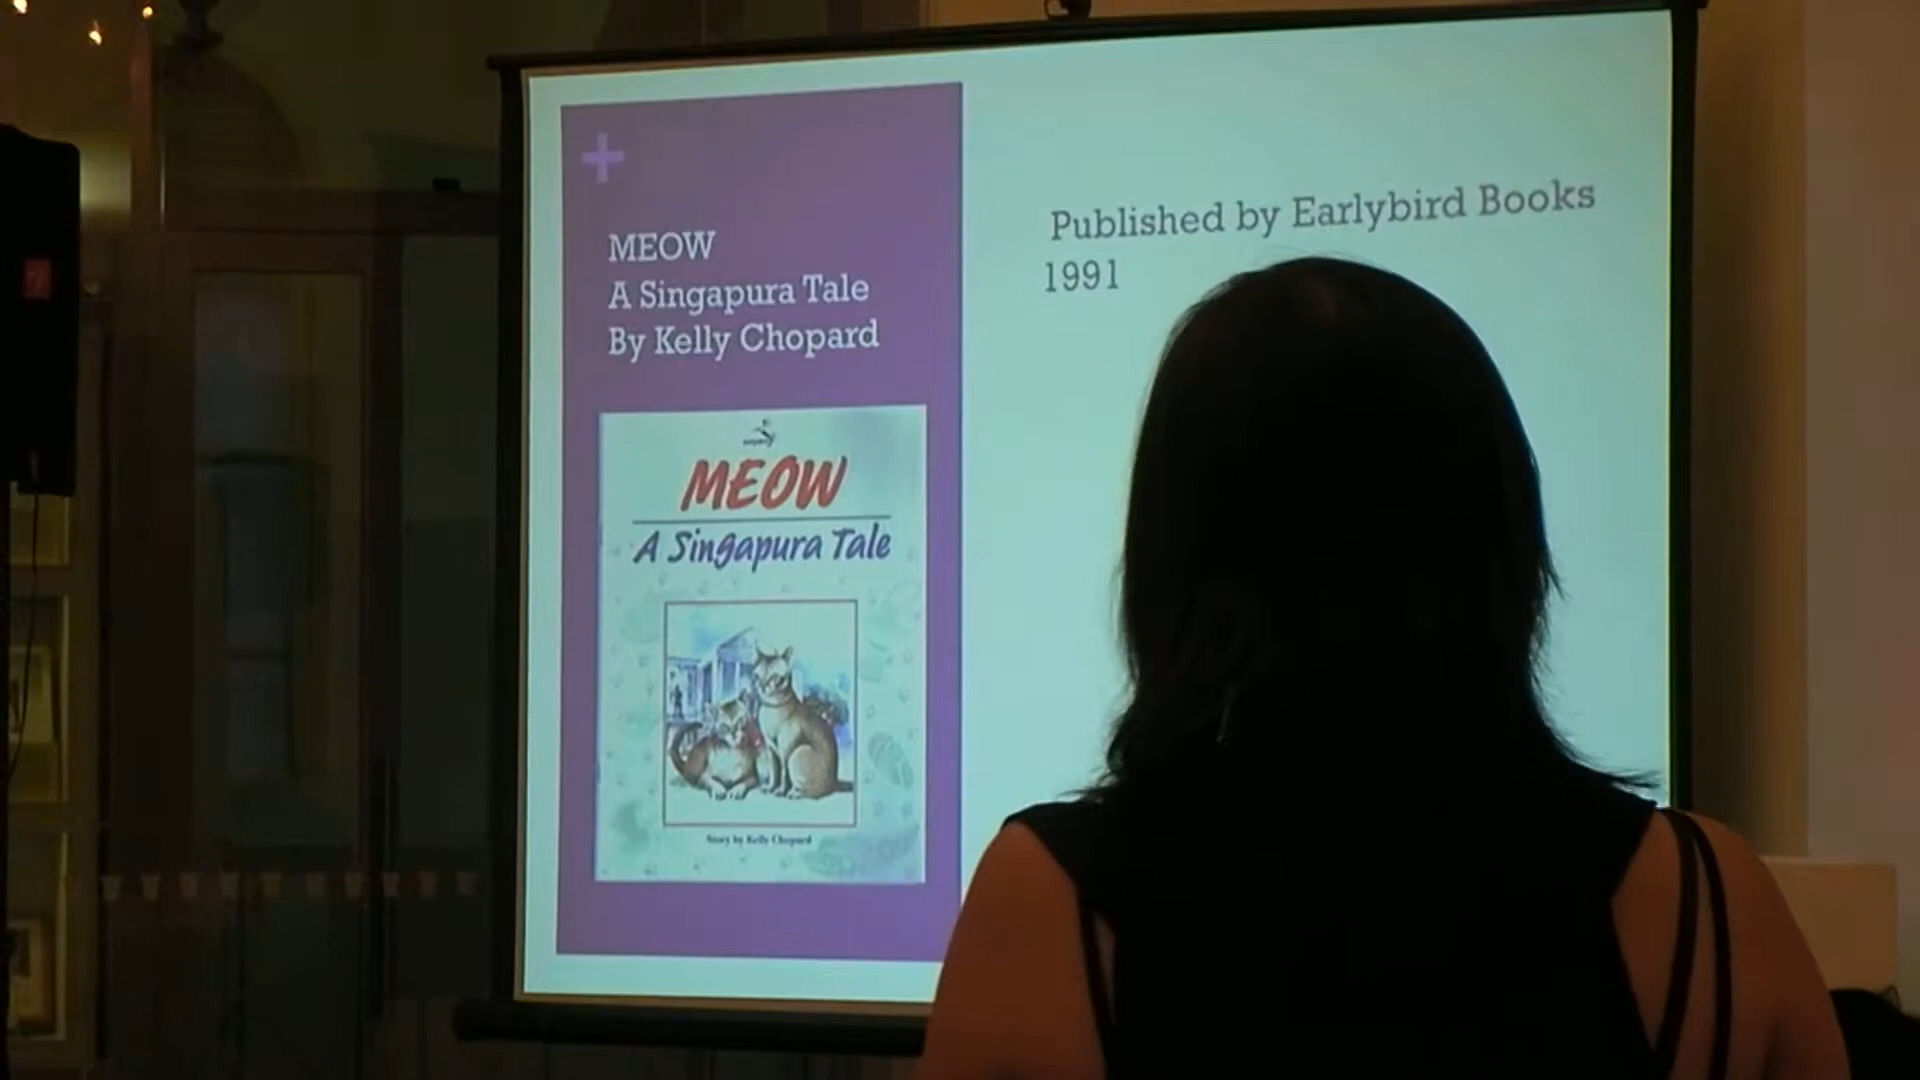 MEOW
A Singapura Tale
By Kelly Chopard
MEOW
A Singapura Tale
Story by Kelly Chopard
Published by Earlybird Books
1991